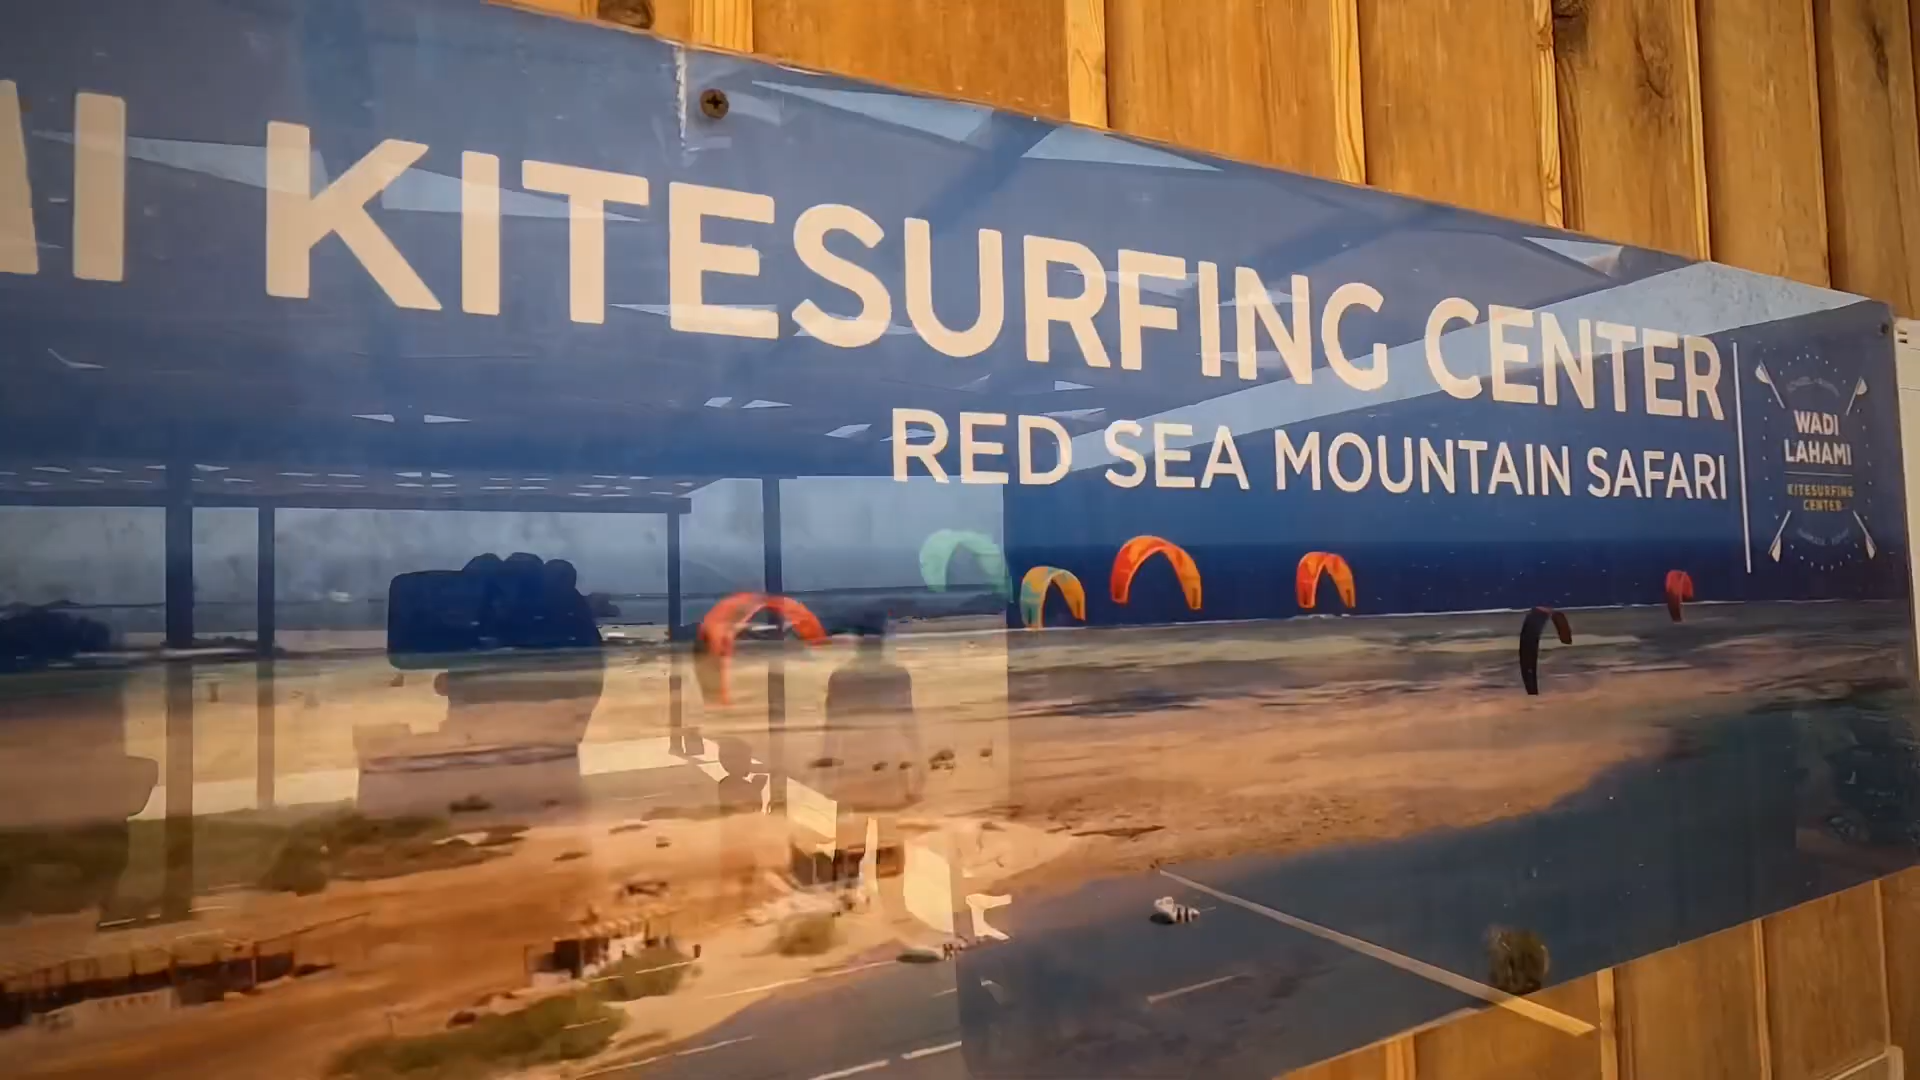 KITESURFING CENTER
RED SEA MOUNTAIN SAFARI
WADI
LAHAMI
KITESURFING
CENTER